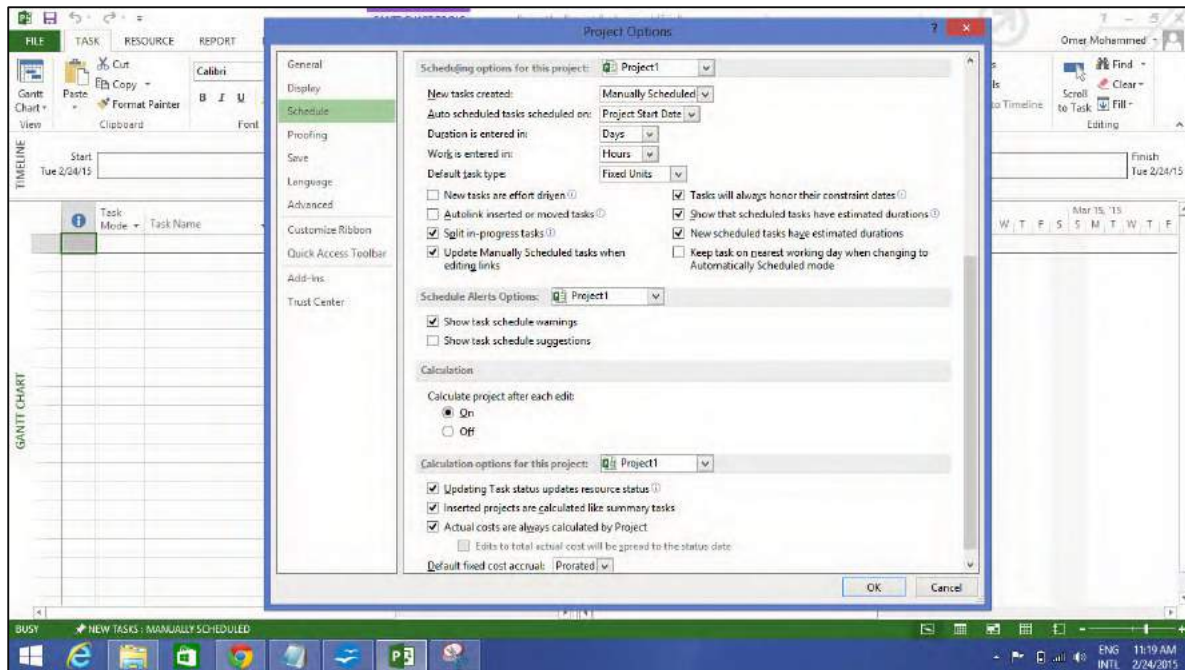 Project Options
?
Omer Mohammed
FILE
TASK
RESOURCE
REPORT
Gantt
Chart
View
Paste
Cut
Copy
Format Painter
Clipboard
Calibri
B I U
Font
to Timeline
Scroll
to Task
Find
Clear
Fill
Editing
TIMELINE
Start
Tue 2/24/15
Finish
Tue 2/24/15
Task
Mode
Task Name
Mar 15, '15
W T F S S M T W T F
GANTT CHART
General
Display
Schedule
Proofing
Save
Language
Advanced
Customize Ribbon
Quick Access Toolbar
Add-Ins
Trust Center
Scheduling options for this project: Project1
New tasks created: Manually Scheduled
Auto scheduled tasks scheduled on: Project Start Date
Duration is entered in: Days
Work is entered in: Hours
Default task type: Fixed Units
New tasks are effort driven
Autolink inserted or moved tasks
Split in-progress tasks
Update Manually Scheduled tasks when
editing links
Tasks will always honor their constraint dates
Show that scheduled tasks have estimated durations
New scheduled tasks have estimated durations
Keep task on nearest working day when changing to
Automatically Scheduled mode
Schedule Alerts Options: Project1
Show task schedule warnings
Show task schedule suggestions
Calculation
Calculate project after each edit:
On
Off
Calculation options for this project: Project1
Updating Task status updates resource status
Inserted projects are calculated like summary tasks
Actual costs are always calculated by Project
Edits to total actual cost will be spread to the status date
Default fixed cost accrual: Prorated
OK
Cancel
BUSY
NEW TASKS : MANUALLY SCHEDULED
ENG
INTL
11:19 AM
2/24/2015